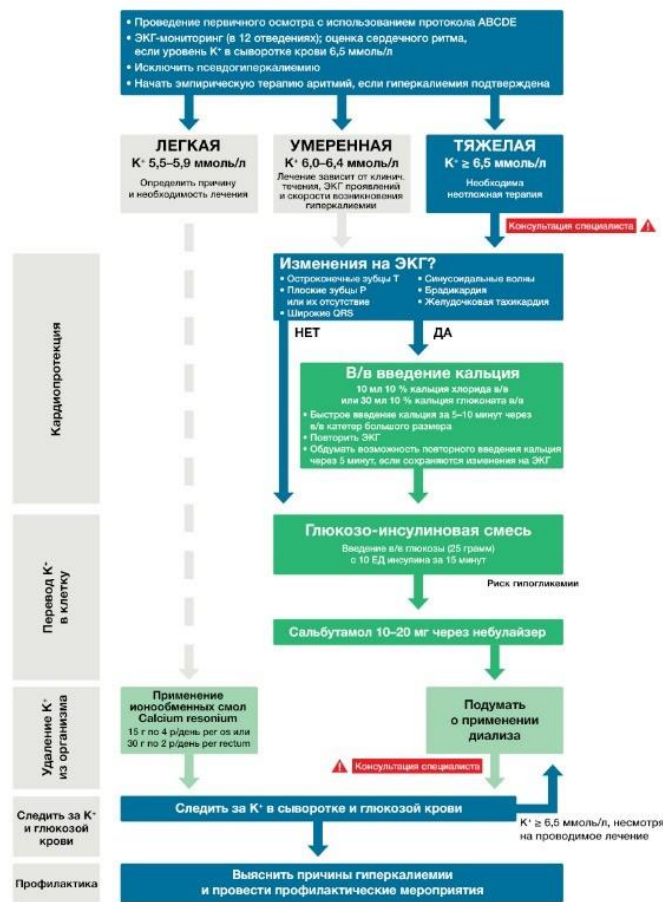 • Проведение первичного осмотра с использованием протокола ABCDE
• ЭКГ-мониторинг (в 12 отведениях); оценка сердечного ритма,
если уровень K⁺ в сыворотке крови 6,5 ммоль/л
• Исключить псевдогиперкалиемию
• Начать эмпирическую терапию аритмий, если гиперкалиемия подтверждена
ЛЕГКАЯ
K⁺ 5,5–5,9 ммоль/л
Определить причину
и необходимость лечения
УМЕРЕННАЯ
K⁺ 6,0–6,4 ммоль/л
Лечение зависит от клинич.
течения, ЭКГ проявлений
и скорости возникновения
гиперкалиемии
ТЯЖЕЛАЯ
K⁺ ≥ 6,5 ммоль/л
Необходима
неотложная терапия
Консультация специалиста
Кардиопротекция
Изменения на ЭКГ?
• Остроконечные зубцы Т
• Плоские зубцы Р
или их отсутствие
• Широкие QRS
• Синусоидальные волны
• Брадикардия
• Желудочковая тахикардия
НЕТ
ДА
В/в введение кальция
10 мл 10 % кальция хлорида в/в
или 30 мл 10% кальция глюконата в/в
• Быстрое введение кальция за 5–10 минут через
в/в катетер большого размера
• Повторить ЭКГ
• Обдумать возможность повторного введения кальция
через 5 минут, если сохраняются изменения на ЭКГ
Перевод K⁺
в клетку
Глюкозо-инсулиновая смесь
Введение в/в глюкозы (25 грамм)
с 10 ЕД инсулина за 15 минут
Риск гипогликемии
Сальбутамол 10–20 мг через небулайзер
Удаление K⁺
из организма
Применение
ионообменных смол
Calcium resonium
15 г по 4 р/день per os или
30 г по 2 р/день per rectum
Подумать
о применении
диализа
Консультация специалиста
Следить за K⁺
и глюкозой
крови
Следить за K⁺ в сыворотке и глюкозой крови
K⁺ ≥ 6,5 ммоль/л, несмотря
на проводимое лечение
Профилактика
Выяснить причины гиперкалиемии
и провести профилактические мероприятия